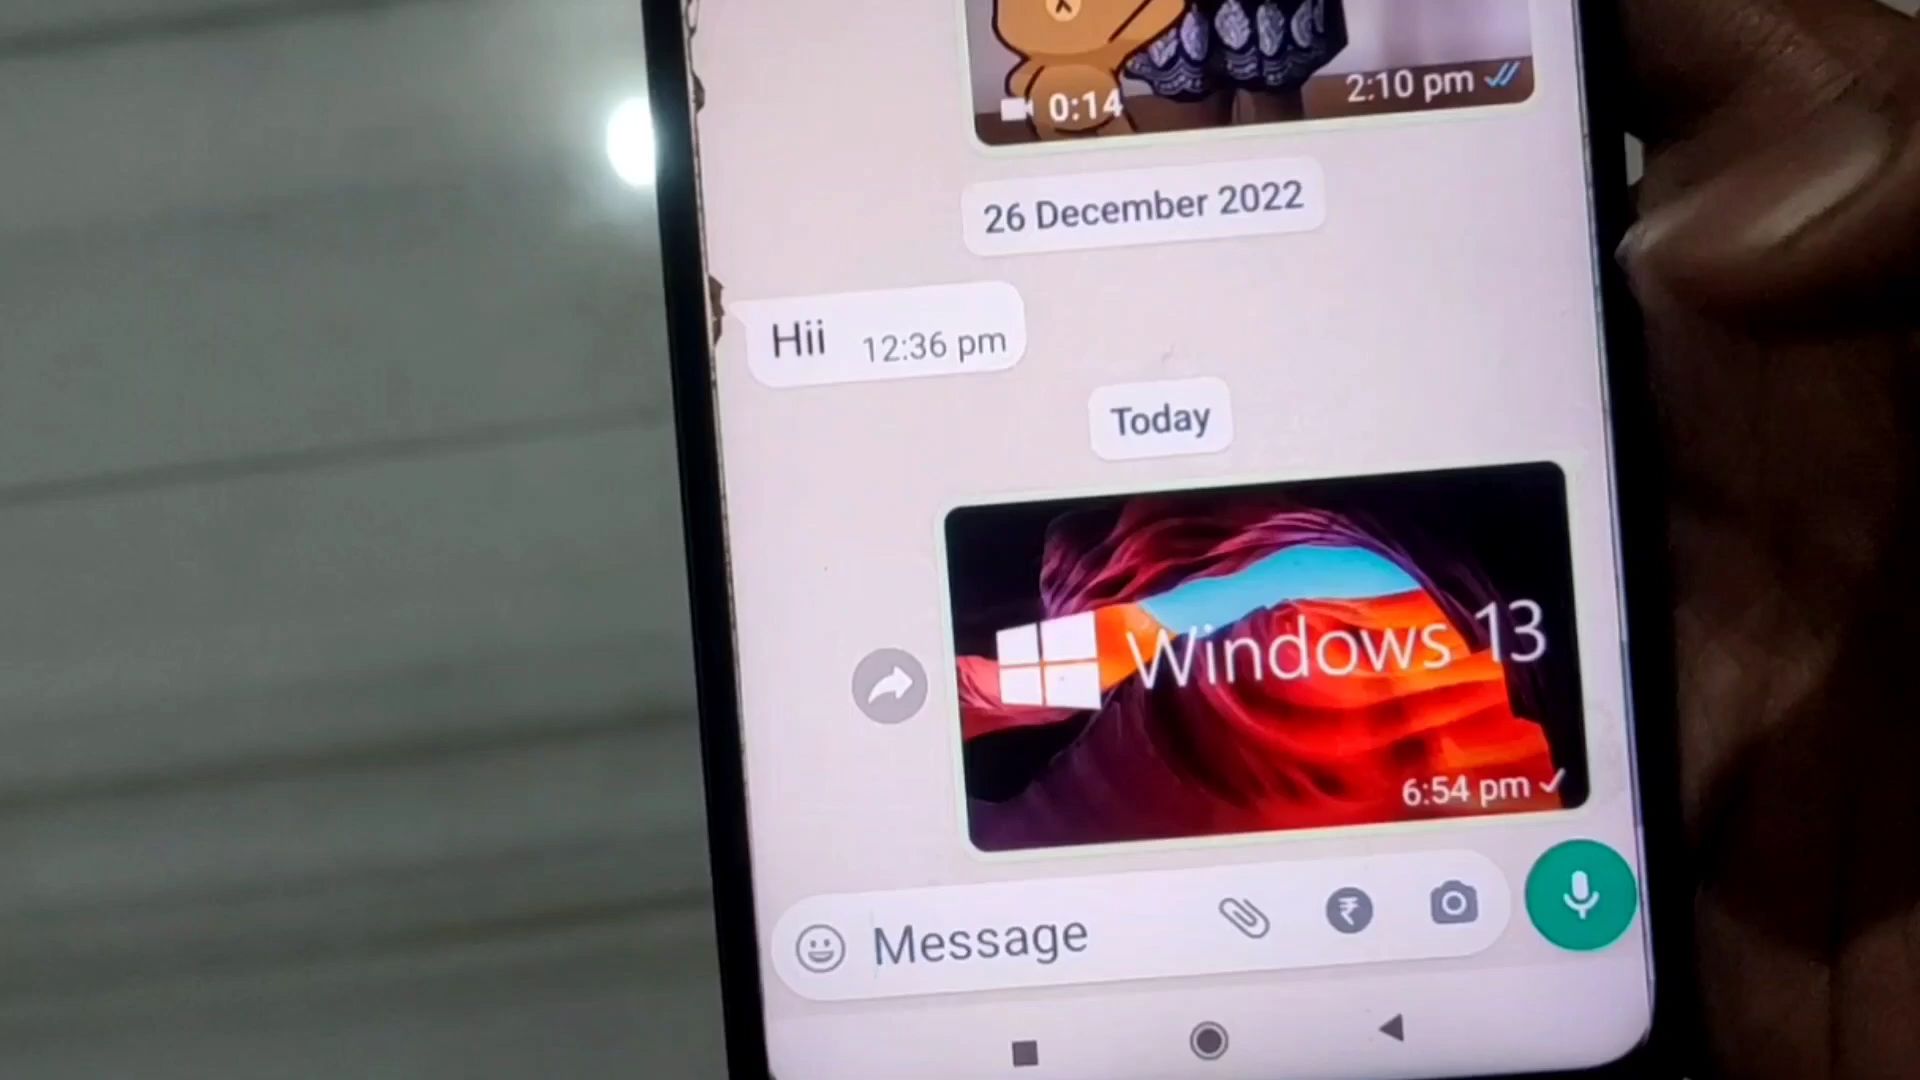 0:14
2:10 pm
26 December 2022
Hii 12:36 pm
Today
Windows 13
6:54 pm
Message